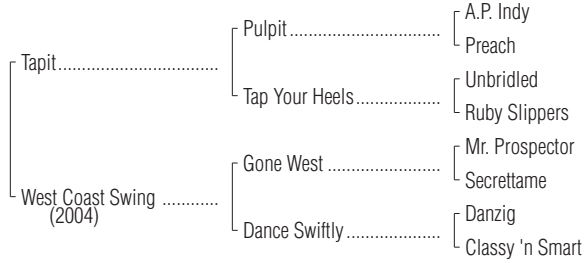 A.P. Indy
Pulpit
Preach
Tapit
Unbridled
Tap Your Heels
Ruby Slippers
Mr. Prospector
Gone West
Secrettame
West Coast Swing
(2004)
Danzig
Dance Swiftly
Classy 'n Smart